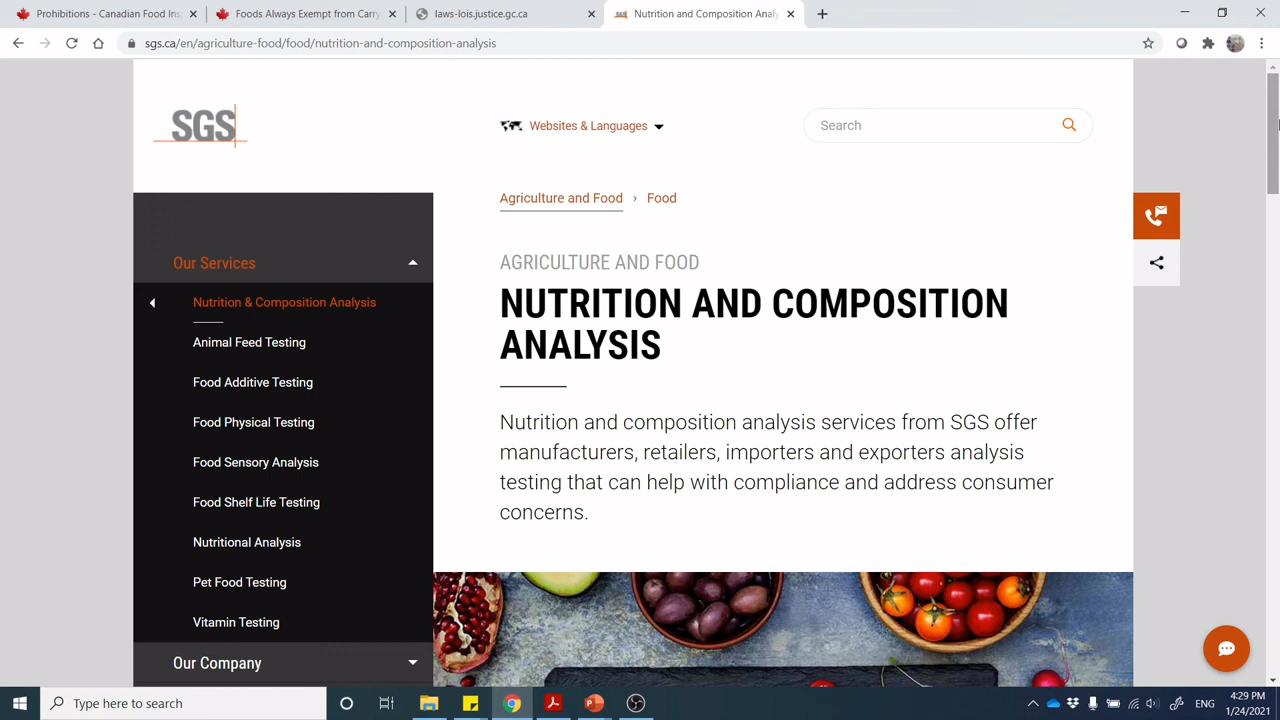 Prohibitions - Canadian Food Ins
Foods Always Exempt from Carry
laws-lois.justice.gc.ca
Nutrition and Composition Analy
sgs.ca/en/agriculture-food/food/nutrition-and-composition-analysis
SGS
Websites & Languages
Search
Agriculture and Food › Food
Our Services
Nutrition & Composition Analysis
Animal Feed Testing
Food Additive Testing
Food Physical Testing
Food Sensory Analysis
Food Shelf Life Testing
Nutritional Analysis
Pet Food Testing
Vitamin Testing
Our Company
AGRICULTURE AND FOOD
NUTRITION AND COMPOSITION
ANALYSIS
Nutrition and composition analysis services from SGS offer
manufacturers, retailers, importers and exporters analysis
testing that can help with compliance and address consumer
concerns.
Type here to search
4:29 PM
1/24/2021